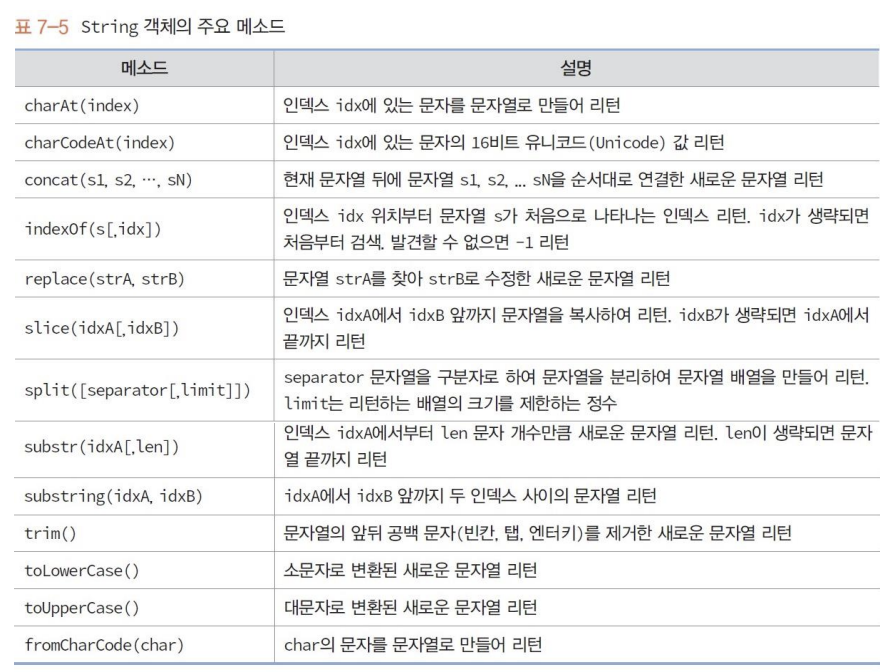 표 7-5 String 객체의 주요 메소드
메소드 설명
charAt(index) 인덱스 idx에 있는 문자를 문자열로 만들어 리턴
charCodeAt(index) 인덱스 idx에 있는 문자의 16비트 유니코드(Unicode) 값 리턴
concat(s1, s2, …, sN) 현재 문자열 뒤에 문자열 s1, s2, ... sN을 순서대로 연결한 새로운 문자열 리턴
indexOf(s[,idx]) 인덱스 idx 위치부터 문자열 s가 처음으로 나타나는 인덱스 리턴. idx가 생략되면
처음부터 검색. 발견할 수 없으면 -1 리턴
replace(strA, strB) 문자열 strA를 찾아 strB로 수정한 새로운 문자열 리턴
slice(idxA[,idxB]) 인덱스 idxA에서 idxB 앞까지 문자열을 복사하여 리턴. idxB가 생략되면 idxA에서
끝까지 리턴
split([separator[,limit]]) separator 문자열을 구분자로 하여 문자열을 분리하여 문자열 배열을 만들어 리턴.
limit는 리턴하는 배열의 크기를 제한하는 정수
substr(idxA[,len]) 인덱스 idxA에서부터 len 문자 개수만큼 새로운 문자열 리턴. len이 생략되면 문자
열 끝까지 리턴
substring(idxA, idxB) idxA에서 idxB 앞까지 두 인덱스 사이의 문자열 리턴
trim() 문자열의 앞뒤 공백 문자(빈칸, 탭, 엔터키)를 제거한 새로운 문자열 리턴
toLowerCase() 소문자로 변환된 새로운 문자열 리턴
toUpperCase() 대문자로 변환된 새로운 문자열 리턴
fromCharCode(char) char의 문자를 문자열로 만들어 리턴